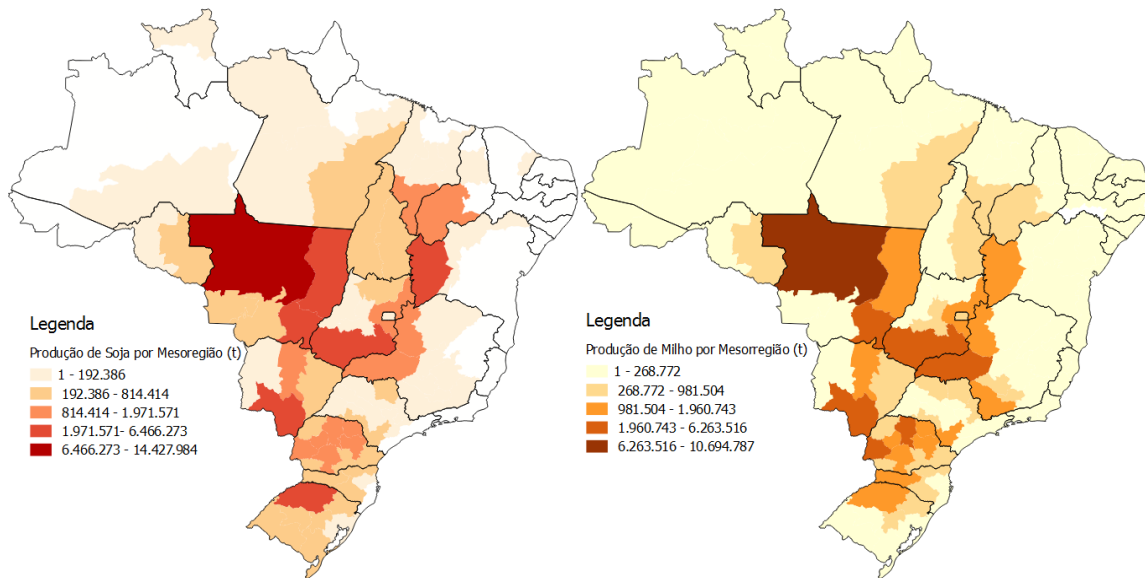 Legenda
Produção de Soja por Mesoregião (t)
1 - 192.386
192.386 - 814.414
814.414 - 1.971.571
1.971.571- 6.466.273
6.466.273 - 14.427.984
Legenda
Produção de Milho por Mesorregião (t)
1 - 268.772
268.772 - 981.504
981.504 - 1.960.743
1.960.743 - 6.263.516
6.263.516 - 10.694.787